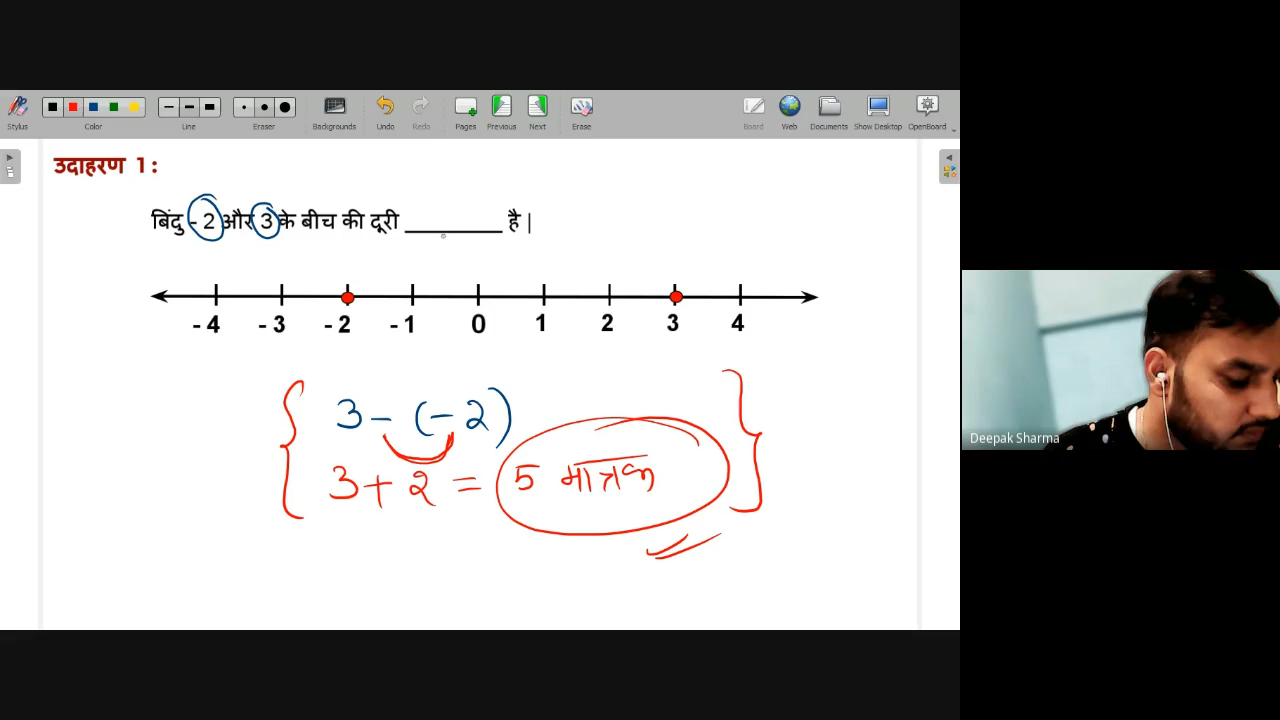 Stylus
Color
Line
Eraser
Backgrounds
Undo
Redo
Pages
Previous
Next
Erase
Board
Web
Documents
Show Desktop
OpenBoard
उदाहरण 1:
बिंदु - 2 और 3 के बीच की दूरी ________ है |
- 4 - 3 - 2 - 1 0 1 2 3 4
3 - (-2)
3 + 2 = 5 मात्रक
Deepak Sharma